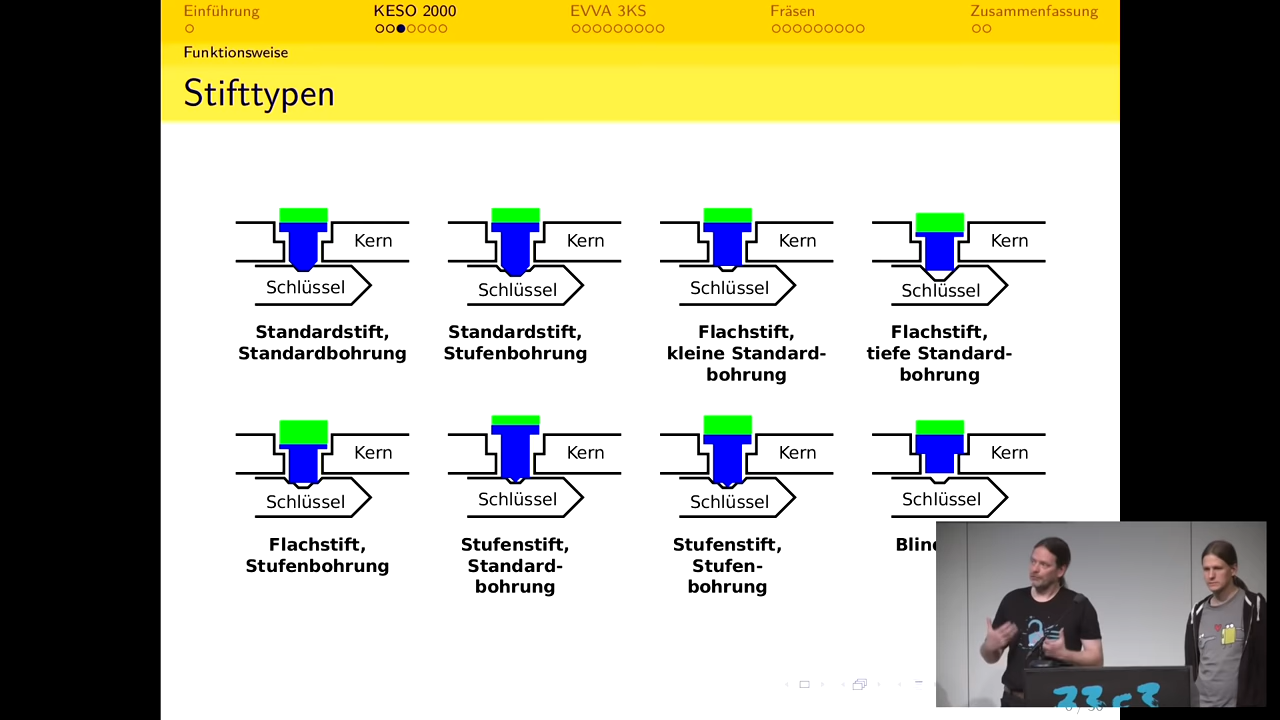 Einführung KESO 2000 EVVA 3KS Fräsen Zusammenfassung
Funktionsweise
Stifttypen
Kern Kern Kern Kern
Schlüssel Schlüssel Schlüssel Schlüssel
Standardstift, Standardstift, Flachstift, Flachstift,
Standardbohrung Stufenbohrung kleine Standard- tiefe Standard-
bohrung bohrung
Kern Kern Kern Kern
Schlüssel Schlüssel Schlüssel Schlüssel
Flachstift, Stufenstift, Stufenstift,
Stufenbohrung Standard- Stufen-
bohrung bohrung
33c3